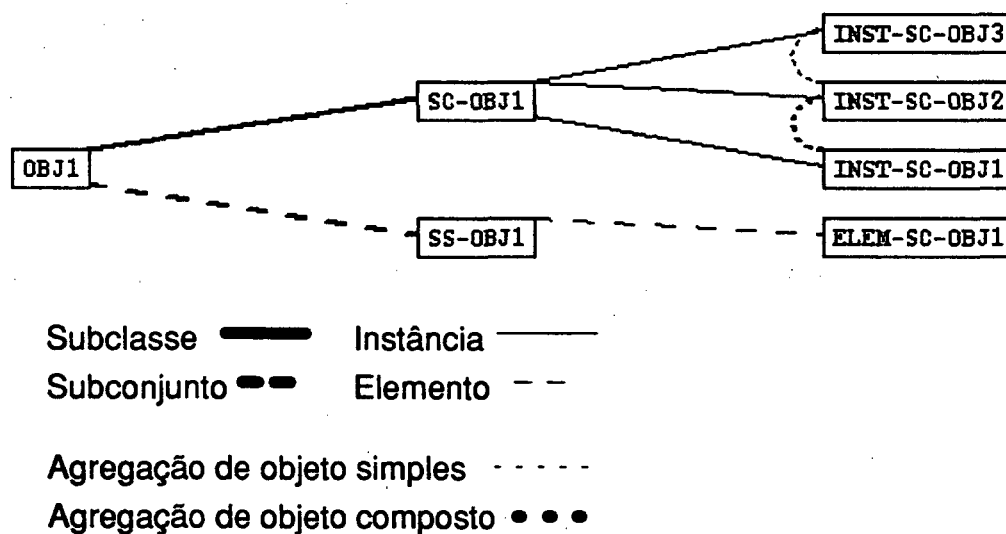 INST-SC-OBJ3
SC-OBJ1
INST-SC-OBJ2
OBJ1
INST-SC-OBJ1
SS-OBJ1
ELEM-SC-OBJ1
Subclasse
Instância
Subconjunto
Elemento
Agregação de objeto simples
Agregação de objeto composto